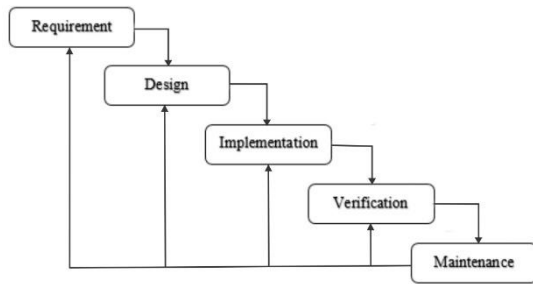 Requirement
Design
Implementation
Verification
Maintenance